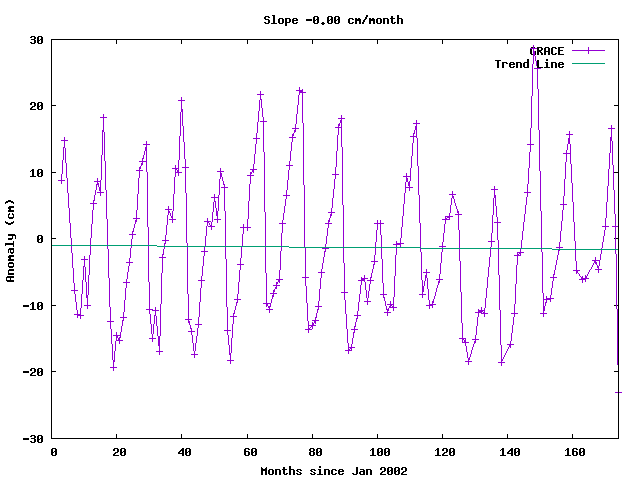 Slope -0.00 cm/month
GRACE
Trend Line
30
20
10
0
-10
-20
-30
Anomaly (cm)
0 20 40 60 80 100 120 140 160
Months since Jan 2002